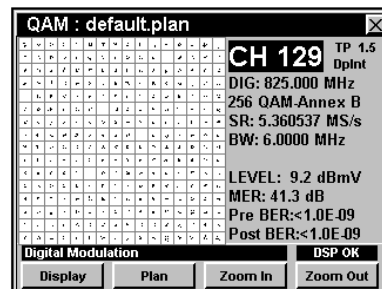 QAM : default.plan
CH 129
TP 1.5
DpInt
DIG: 825.000 MHz
256 QAM-Annex B
SR: 5.360537 MS/s
BW: 6.0000 MHz
LEVEL: 9.2 dBmV
MER: 41.3 dB
Pre BER:<1.0E-09
Post BER:<1.0E-09
Digital Modulation
DSP OK
Display
Plan
Zoom In
Zoom Out